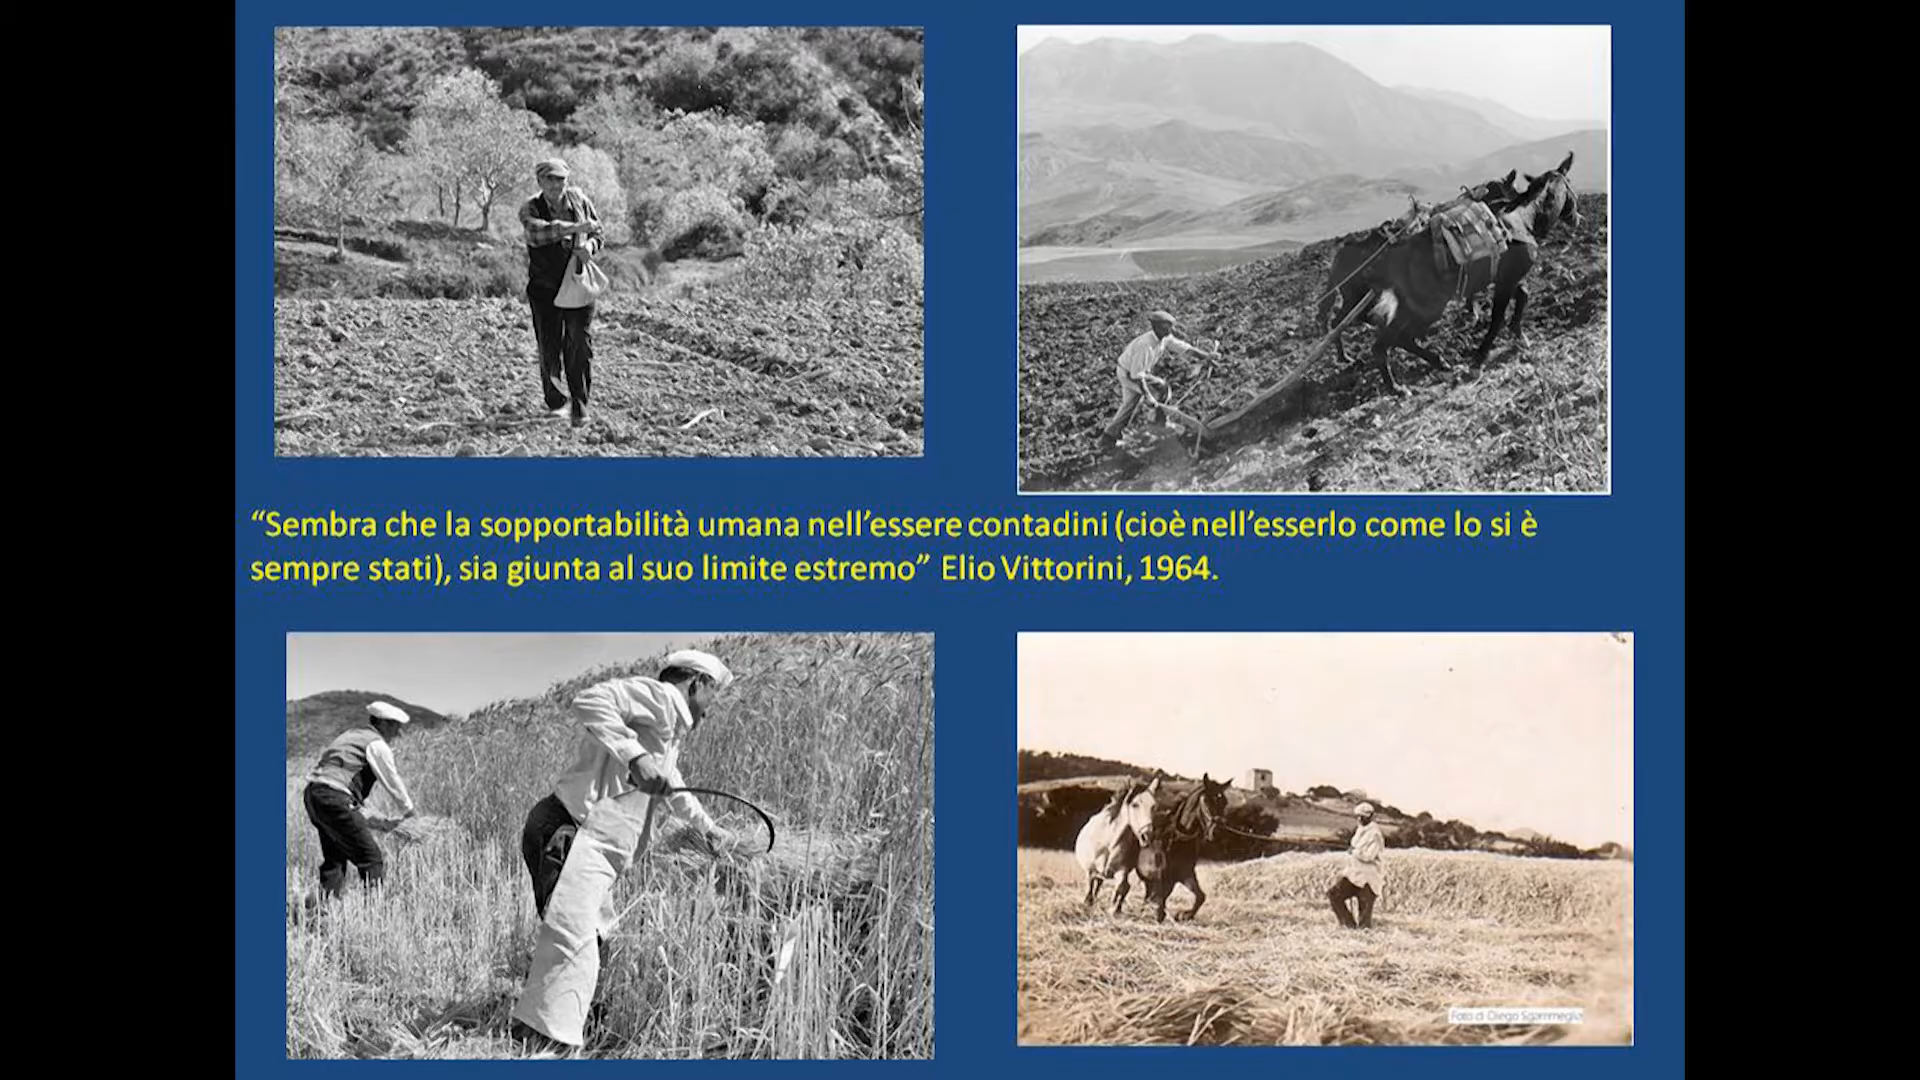 “Sembra che la sopportabilità umana nell’essere contadini (cioè nell’esserlo come lo si è
sempre stati), sia giunta al suo limite estremo” Elio Vittorini, 1964.
Foto di Diego Sgammeglia